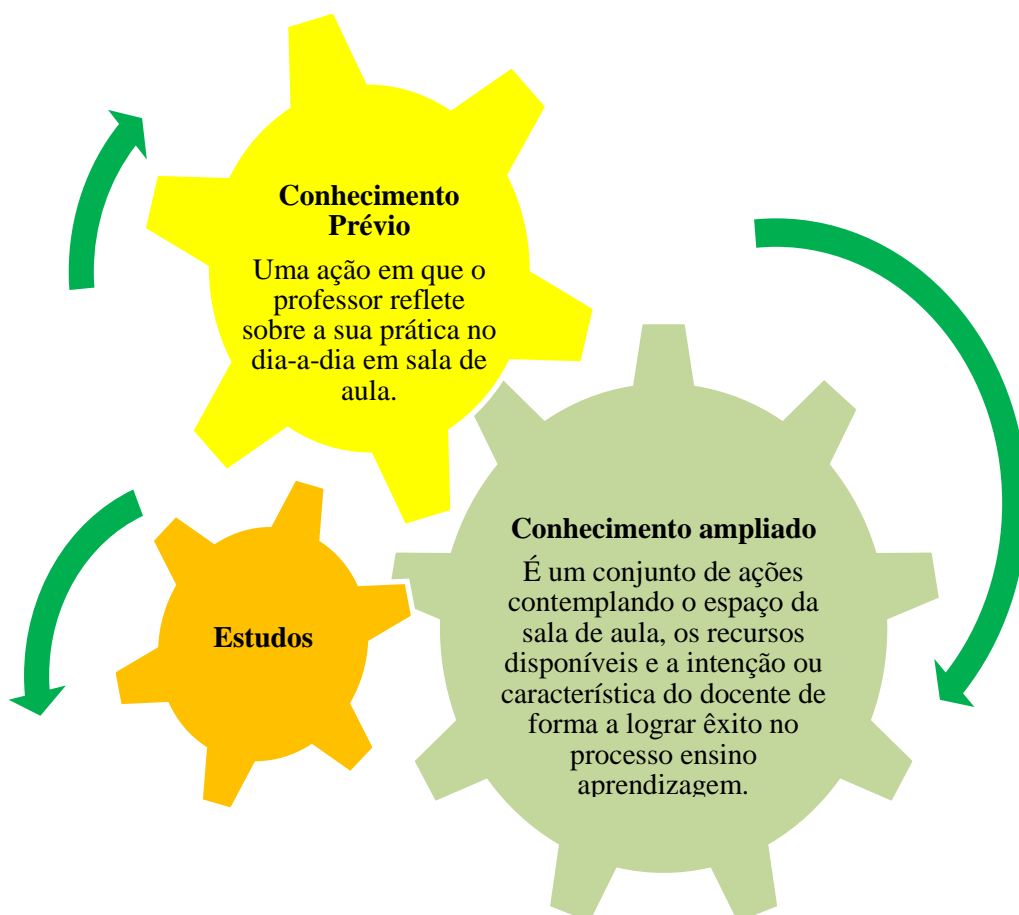 Conhecimento
Prévio
Uma ação em que o
professor reflete
sobre a sua prática no
dia-a-dia em sala de
aula.
Estudos
Conhecimento ampliado
É um conjunto de ações
contemplando o espaço da
sala de aula, os recursos
disponíveis e a intenção ou
característica do docente de
forma a lograr êxito no
processo ensino
aprendizagem.